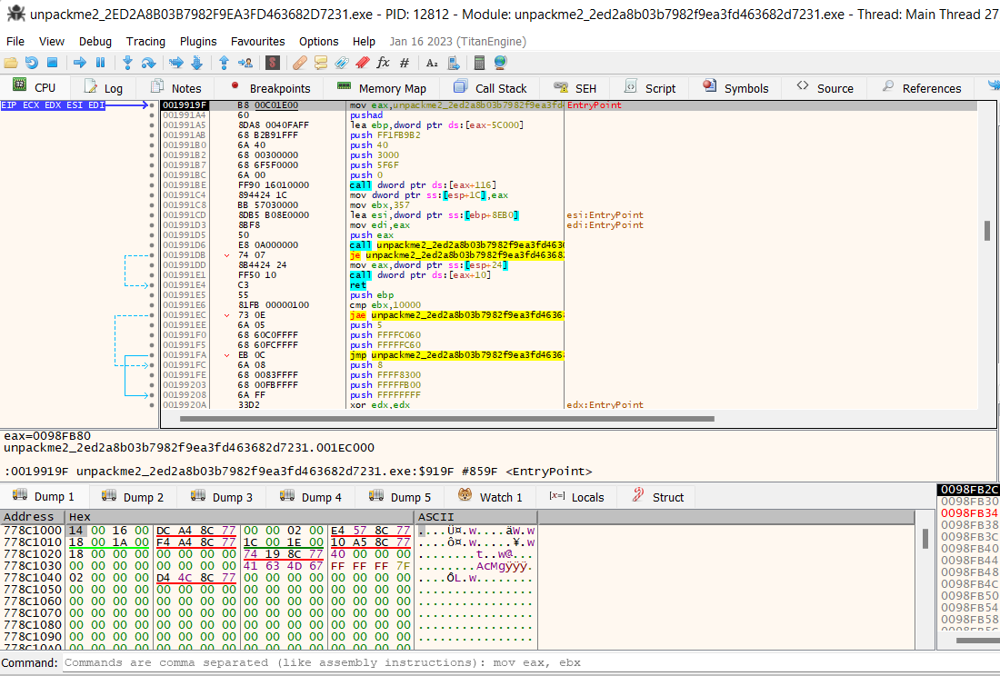 unpackme2_2ED2A8B03B7982F9EA3FD463682D7231.exe - PID: 12812 - Module: unpackme2_2ed2a8b03b7982f9ea3fd463682d7231.exe - Thread: Main Thread 27
File View Debug Tracing Plugins Favourites Options Help Jan 16 2023 (TitanEngine)
CPU Log Notes Breakpoints Memory Map Call Stack SEH Script Symbols Source References
EIP ECX EDX ESI EDI 0019919F B8 00C01E00 mov eax,unpackme2_2ed2a8b03b7982f9ea3fd4 EntryPoint
001991A4 60 pushad
001991A5 8DA8 0040FAFF lea ebp,dword ptr ds:[eax-5C000]
001991AB 68 B2B91FFF push FF1FB9B2
001991B0 6A 40 push 40
001991B2 68 00300000 push 3000
001991B7 68 6F5F0000 push 5F6F
001991BC 6A 00 push 0
001991BE FF90 16010000 call dword ptr ds:[eax+116]
001991C4 894424 1C mov dword ptr ss:[esp+1C],eax
001991C8 BB 57030000 mov ebx,357
001991CD 8DB5 B08E0000 lea esi,dword ptr ss:[ebp+8EB0] esi:EntryPoint
001991D3 8BF8 mov edi,eax edi:EntryPoint
001991D5 50 push eax
001991D6 E8 0A000000 call unpackme2_2ed2a8b03b7982f9ea3fd463
001991DB 74 07 je unpackme2_2ed2a8b03b7982f9ea3fd46368
001991DD 8B4424 24 mov eax,dword ptr ss:[esp+24]
001991E1 FF50 10 call dword ptr ds:[eax+10]
001991E4 C3 ret
001991E5 55 push ebp
001991E6 81FB 00000100 cmp ebx,10000
001991EC 73 0E jae unpackme2_2ed2a8b03b7982f9ea3fd4636
001991EE 6A 05 push 5
001991F0 68 60C0FFFF push FFFFC060
001991F5 68 60FCFFFF push FFFFFC60
001991FA EB 0C jmp unpackme2_2ed2a8b03b7982f9ea3fd4636
001991FC 6A 08 push 8
001991FE 68 0083FFFF push FFFF8300
00199203 68 00FBFFFF push FFFFFB00
00199208 6A FF push FFFFFFFF
0019920A 33D2 xor edx,edx edx:EntryPoint
eax=0098FB80
unpackme2_2ed2a8b03b7982f9ea3fd463682d7231.001EC000
:0019919F unpackme2_2ed2a8b03b7982f9ea3fd463682d7231.exe:$919F #859F <EntryPoint>
Dump 1 Dump 2 Dump 3 Dump 4 Dump 5 Watch 1 Locals Struct
Address Hex ASCII
778C1000 14 00 16 00 DC A4 8C 77 00 00 02 00 E4 57 8C 77 ....Ü¤.w....äW.w
778C1010 18 00 1A 00 F4 A4 8C 77 1C 00 1E 00 10 A5 8C 77 ....ô¤.w.....¥.w
778C1020 18 00 00 00 00 00 00 00 74 19 8C 77 40 00 00 00 ........t..w@...
778C1030 00 00 00 00 00 00 00 00 41 63 4D 67 FF FF FF 7F ........AcMgÿÿÿ.
778C1040 02 00 00 00 D4 4C 8C 77 00 00 00 00 00 00 00 00 ....ÔL.w........
778C1050 00 00 00 00 00 00 00 00 00 00 00 00 00 00 00 00 ................
778C1060 00 00 00 00 00 00 00 00 00 00 00 00 00 00 00 00 ................
778C1070 00 00 00 00 00 00 00 00 00 00 00 00 00 00 00 00 ................
778C1080 00 00 00 00 00 00 00 00 00 00 00 00 00 00 00 00 ................
778C1090 00 00 00 00 00 00 00 00 00 00 00 00 00 00 00 00 ................
0098FB2C
0098FB30
0098FB34
0098FB38
0098FB3C
0098FB40
0098FB44
0098FB48
0098FB4C
0098FB50
0098FB54
0098FB58
Command: Commands are comma separated (like assembly instructions): mov eax, ebx